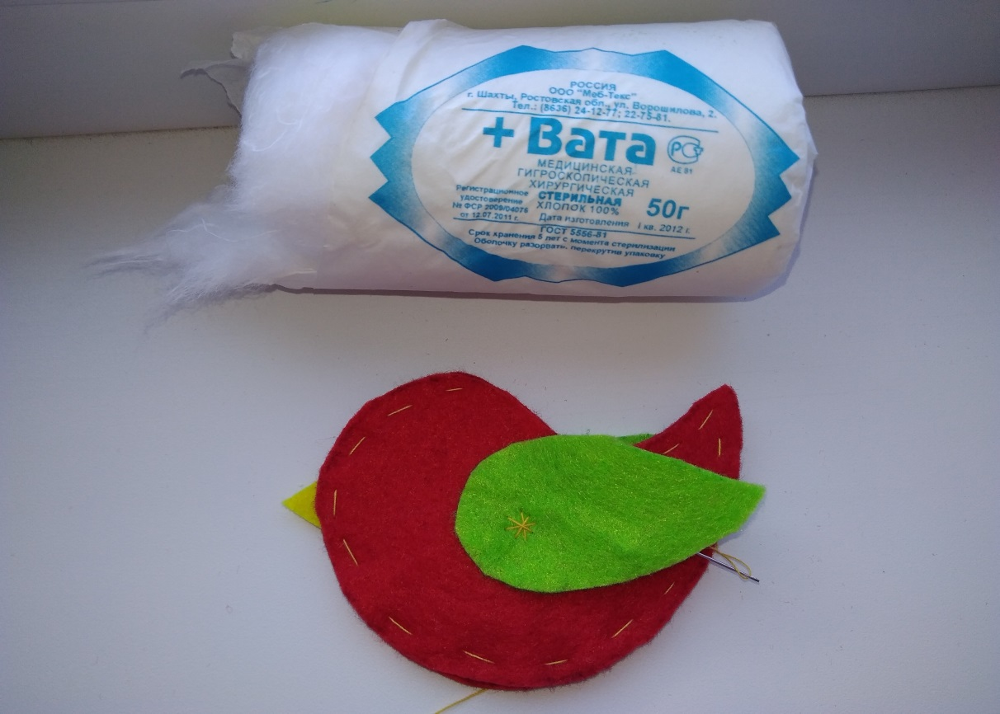 РОССИЯ
ООО "Меб-Текс"
г. Шахты, Ростовская обл., ул. Ворошилова, 2.
Тел.: (8636) 24-12-77; 22-75-81.
+ Вата
РСТ
АЕ 81
МЕДИЦИНСКАЯ
ГИГРОСКОПИЧЕСКАЯ
ХИРУРГИЧЕСКАЯ
СТЕРИЛЬНАЯ
ХЛОПОК 100%
50г
Регистрационное
удостоверение
№ ФСР 2009/04076
от 12.07.2011 г.
Дата изготовления I кв. 2012 г.
ГОСТ 5556-81
Срок хранения 5 лет с момента стерилизации
Оболочку разорвать, перекрутив упаковку